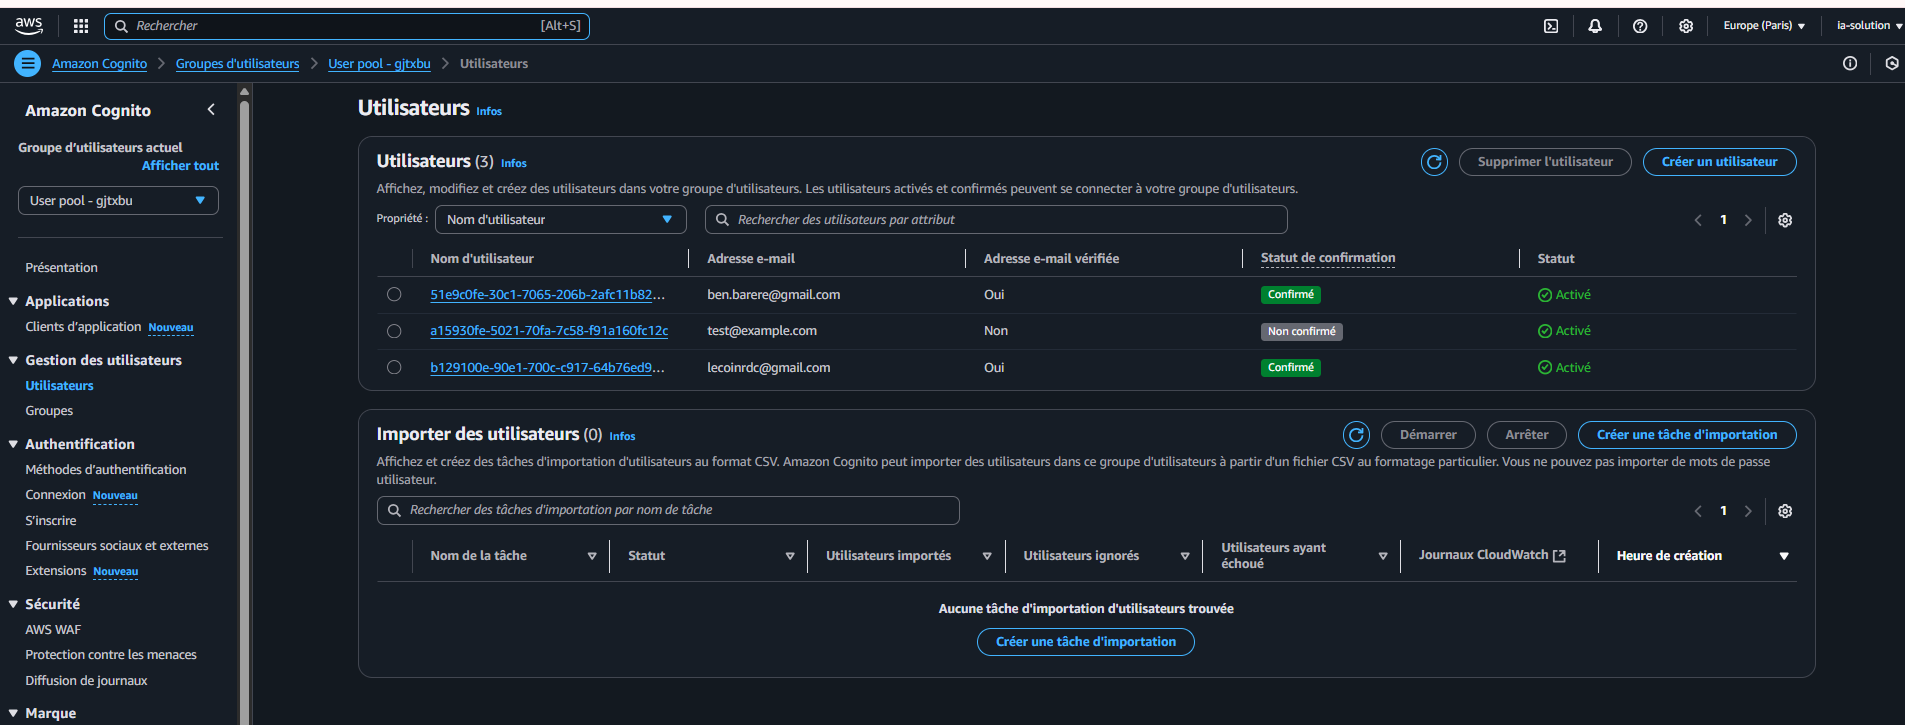 aws
Rechercher [Alt+S]
Europe (Paris) ia-solution
Amazon Cognito Groupes d'utilisateurs User pool - gjtxbu Utilisateurs
Amazon Cognito
Groupe d'utilisateurs actuel
Afficher tout
User pool - gjtxbu
Présentation
Applications
Clients d'application Nouveau
Gestion des utilisateurs
Utilisateurs
Groupes
Authentification
Méthodes d'authentification
Connexion Nouveau
S'inscrire
Fournisseurs sociaux et externes
Extensions Nouveau
Sécurité
AWS WAF
Protection contre les menaces
Diffusion de journaux
Marque
Utilisateurs Infos
Utilisateurs (3) Infos
Supprimer l'utilisateur Créer un utilisateur
Affichez, modifiez et créez des utilisateurs dans votre groupe d'utilisateurs. Les utilisateurs activés et confirmés peuvent se connecter à votre groupe d'utilisateurs.
Propriété : Nom d'utilisateur Rechercher des utilisateurs par attribut 1
Nom d'utilisateur Adresse e-mail Adresse e-mail vérifiée Statut de confirmation Statut
51e9c0fe-30c1-7065-206b-2afc11b82... ben.barere@gmail.com Oui Confirmé Activé
a15930fe-5021-70fa-7c58-f91a160fc12c test@example.com Non Non confirmé Activé
b129100e-90e1-700c-c917-64b76ed9... lecoinrdc@gmail.com Oui Confirmé Activé
Importer des utilisateurs (0) Infos
Démarrer Arrêter Créer une tâche d'importation
Affichez et créez des tâches d'importation d'utilisateurs au format CSV. Amazon Cognito peut importer des utilisateurs dans ce groupe d'utilisateurs à partir d'un fichier CSV au formatage particulier. Vous ne pouvez pas importer de mots de passe
utilisateur.
Rechercher des tâches d'importation par nom de tâche 1
Nom de la tâche Statut Utilisateurs importés Utilisateurs ignorés Utilisateurs ayant échoué Journaux CloudWatch Heure de création
Aucune tâche d'importation d'utilisateurs trouvée
Créer une tâche d'importation